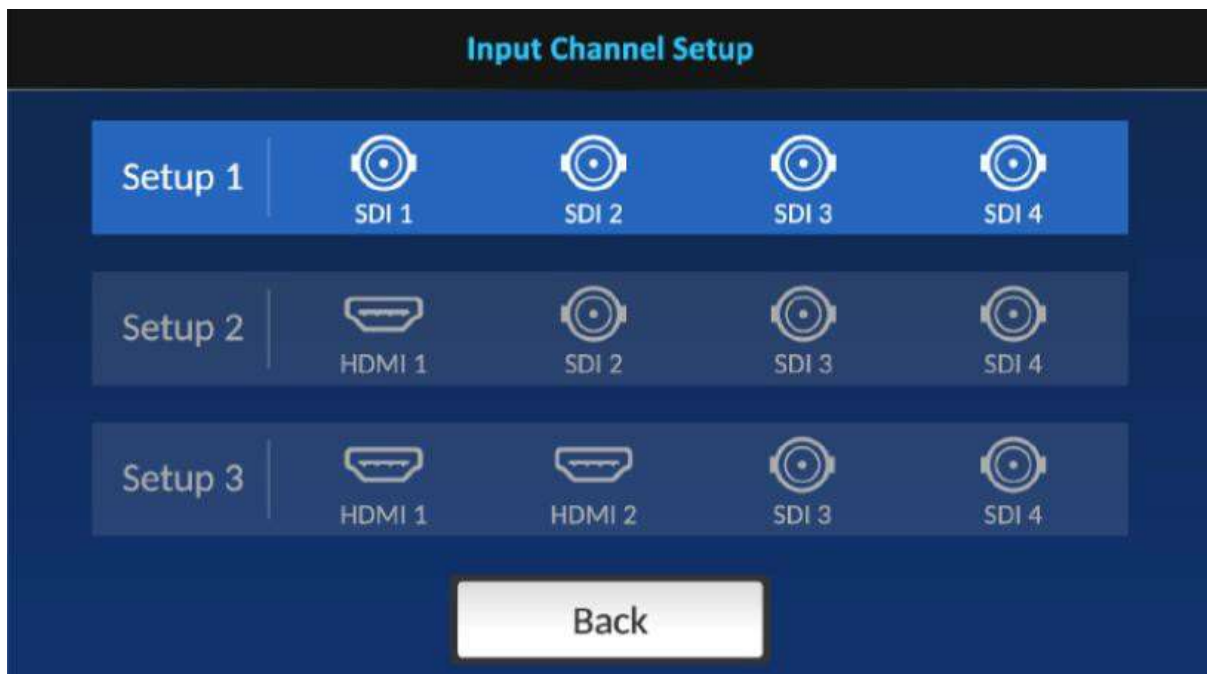 Input Channel Setup
Setup 1
SDI 1 SDI 2 SDI 3 SDI 4
Setup 2
HDMI 1 SDI 2 SDI 3 SDI 4
Setup 3
HDMI 1 HDMI 2 SDI 3 SDI 4
Back